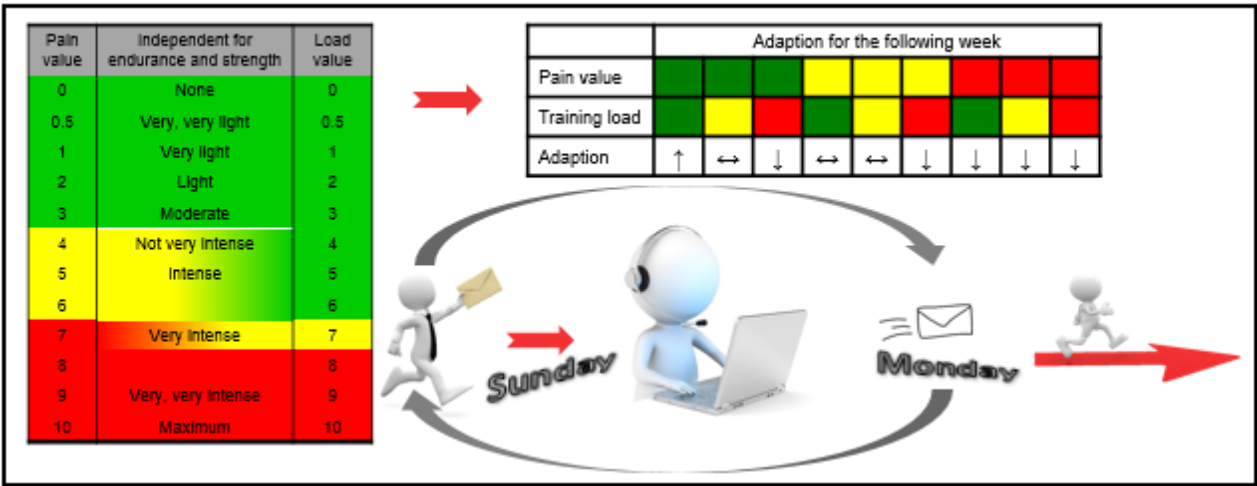 Pain value Independent for endurance and strength Load value
0 None 0
0.5 Very, very light 0.5
1 Very light 1
2 Light 2
3 Moderate 3
4 Not very Intense 4
5 Intense 5
6 6
7 Very Intense 7
8 8
9 Very, very Intense 9
10 Maximum 10
Adaption for the following week
Pain value
Training load
Adaption ↑ ↔ ↓ ↔ ↔ ↓ ↓ ↓ ↓
Sunday
Monday